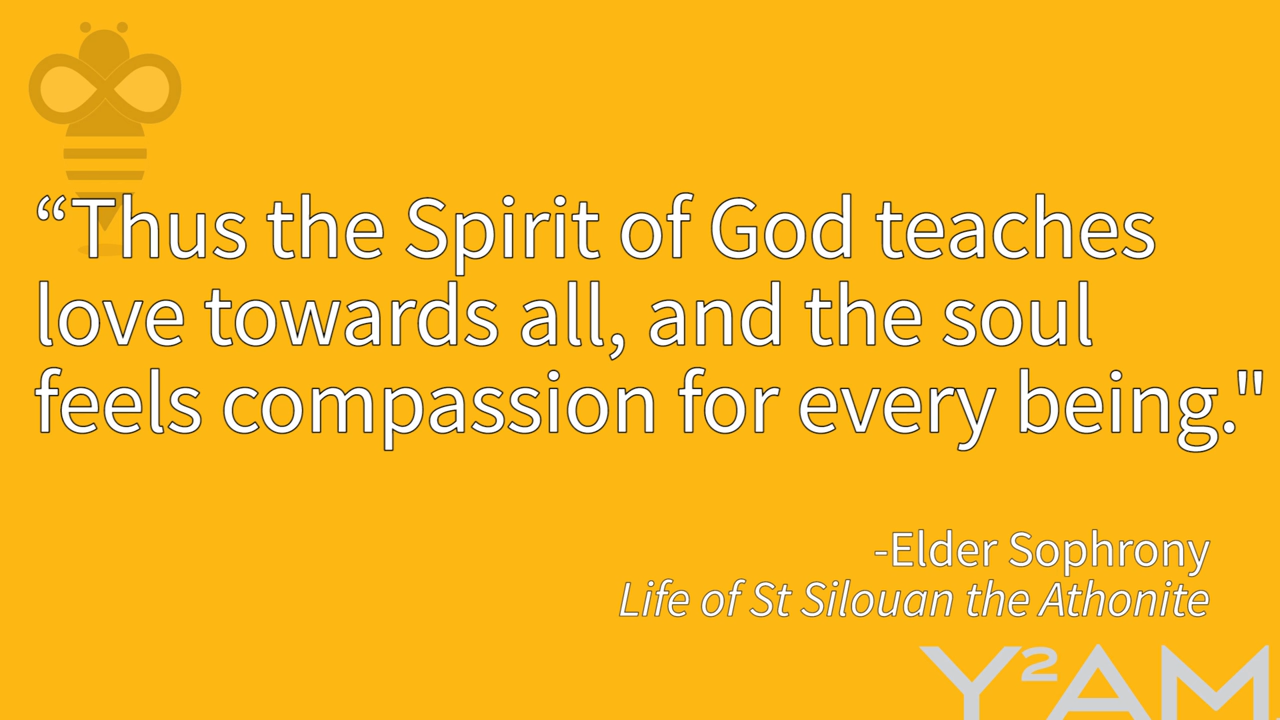 “Thus the Spirit of God teaches
love towards all, and the soul
feels compassion for every being."
-Elder Sophrony
Life of St Silouan the Athonite
Y²AM